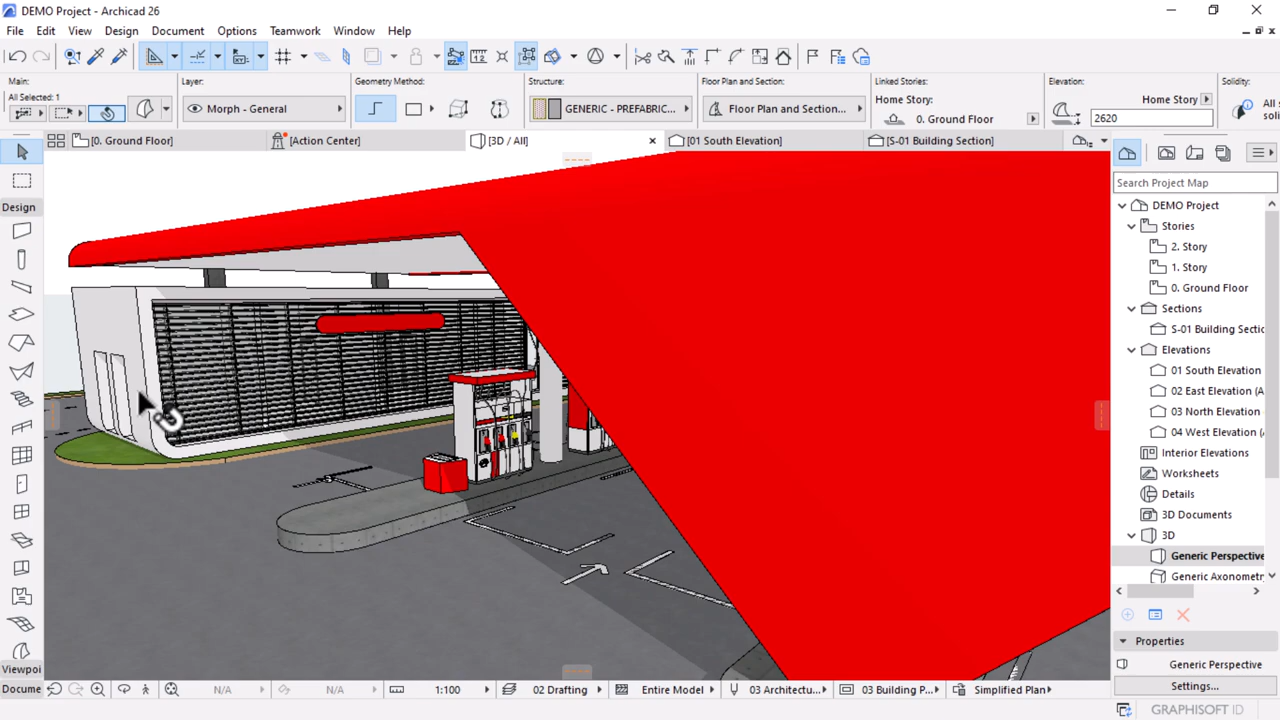 DEMO Project - Archicad 26
File Edit View Design Document Options Teamwork Window Help
Main: Layer: Geometry Method: Structure: Floor Plan and Section: Linked Stories: Elevation: Solidity:
All Selected: 1
Morph - General
GENERIC - PREFABRIC...
Floor Plan and Section...
Home Story:
0. Ground Floor
Home Story
2620
All s
soli
[0. Ground Floor]
[Action Center]
[3D / All]
[01 South Elevation]
[S-01 Building Section]
Search Project Map
Design
DEMO Project
Stories
2. Story
1. Story
0. Ground Floor
Sections
S-01 Building Sectic
Elevations
01 South Elevation
02 East Elevation (A
03 North Elevation
04 West Elevation (
Interior Elevations
Worksheets
Details
3D Documents
3D
Generic Perspective
Generic Axonometr
Properties
Generic Perspective
Settings...
Viewpoi
Docume
N/A
N/A
1:100
02 Drafting
Entire Model
03 Architectu...
03 Building P...
Simplified Plan
GRAPHISOFT ID